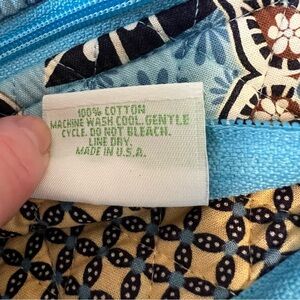 100% COTTON
MACHINE WASH COOL. GENTLE
CYCLE. DO NOT BLEACH.
LINE DRY.
MADE IN U.S.A.